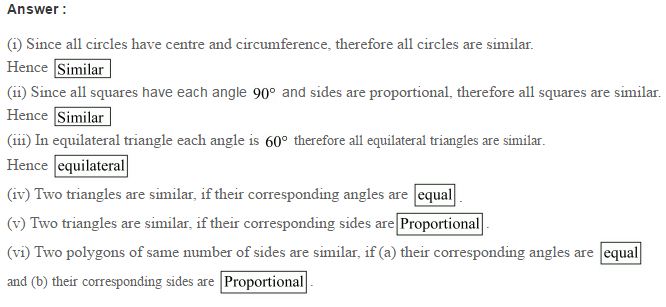 Answer :
(i) Since all circles have centre and circumference, therefore all circles are similar.
Hence Similar
(ii) Since all squares have each angle 90° and sides are proportional, therefore all squares are similar.
Hence Similar
(iii) In equilateral triangle each angle is 60° therefore all equilateral triangles are similar.
Hence equilateral
(iv) Two triangles are similar, if their corresponding angles are equal .
(v) Two triangles are similar, if their corresponding sides are Proportional .
(vi) Two polygons of same number of sides are similar, if (a) their corresponding angles are equal
and (b) their corresponding sides are Proportional .